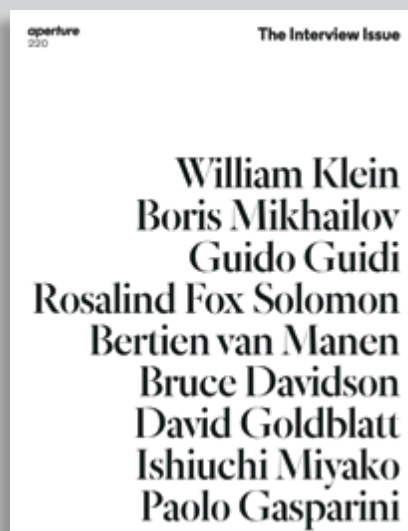 aperture
220
The Interview Issue
William Klein
Boris Mikhailov
Guido Guidi
Rosalind Fox Solomon
Bertien van Manen
Bruce Davidson
David Goldblatt
Ishiuchi Miyako
Paolo Gasparini